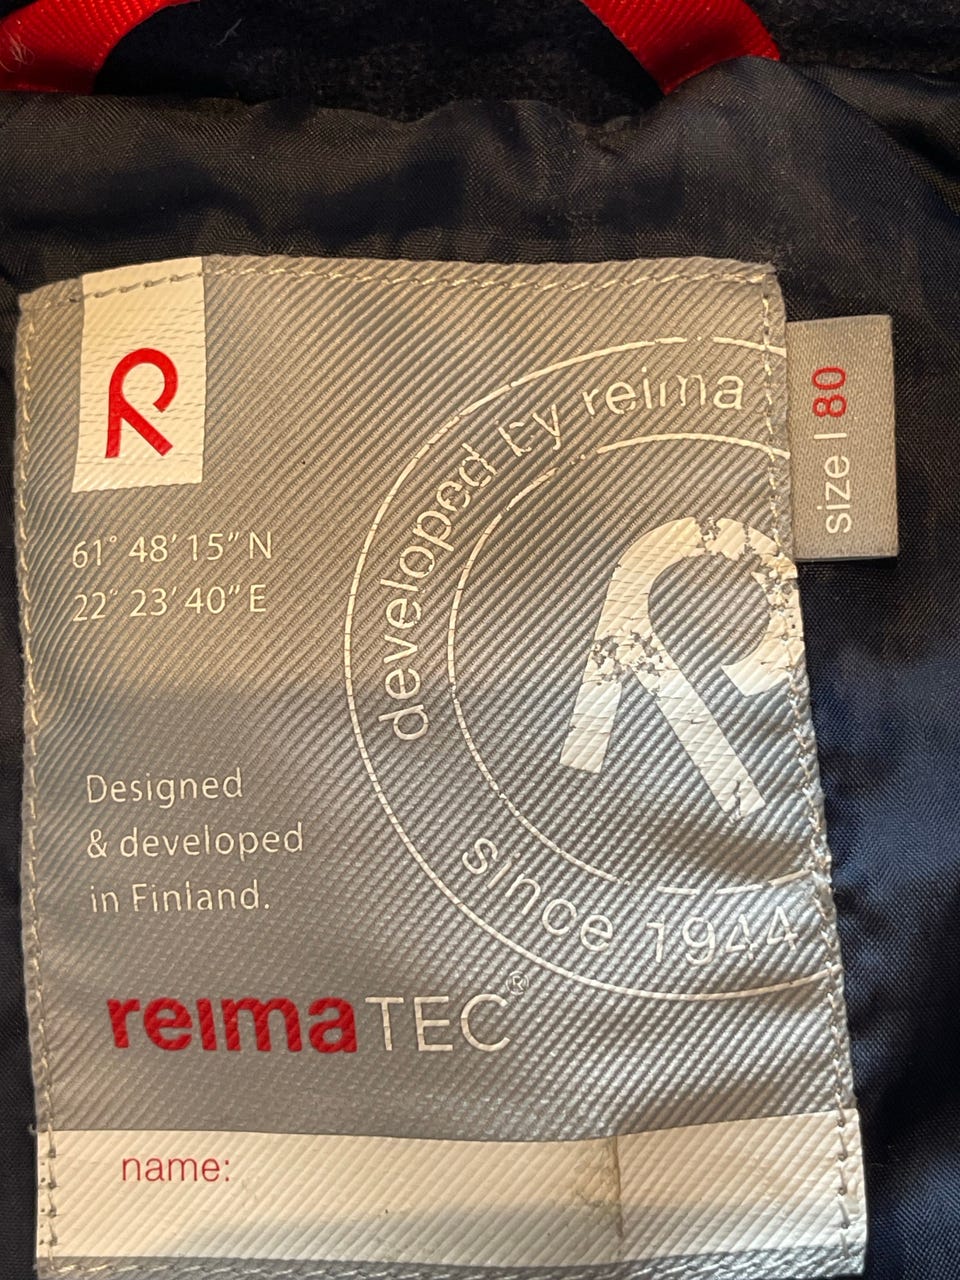 61° 48' 15" N
22° 23' 40" E
developed by reima
since 1944
size | 80
Designed
& developed
in Finland.
reimaTEC®
name: